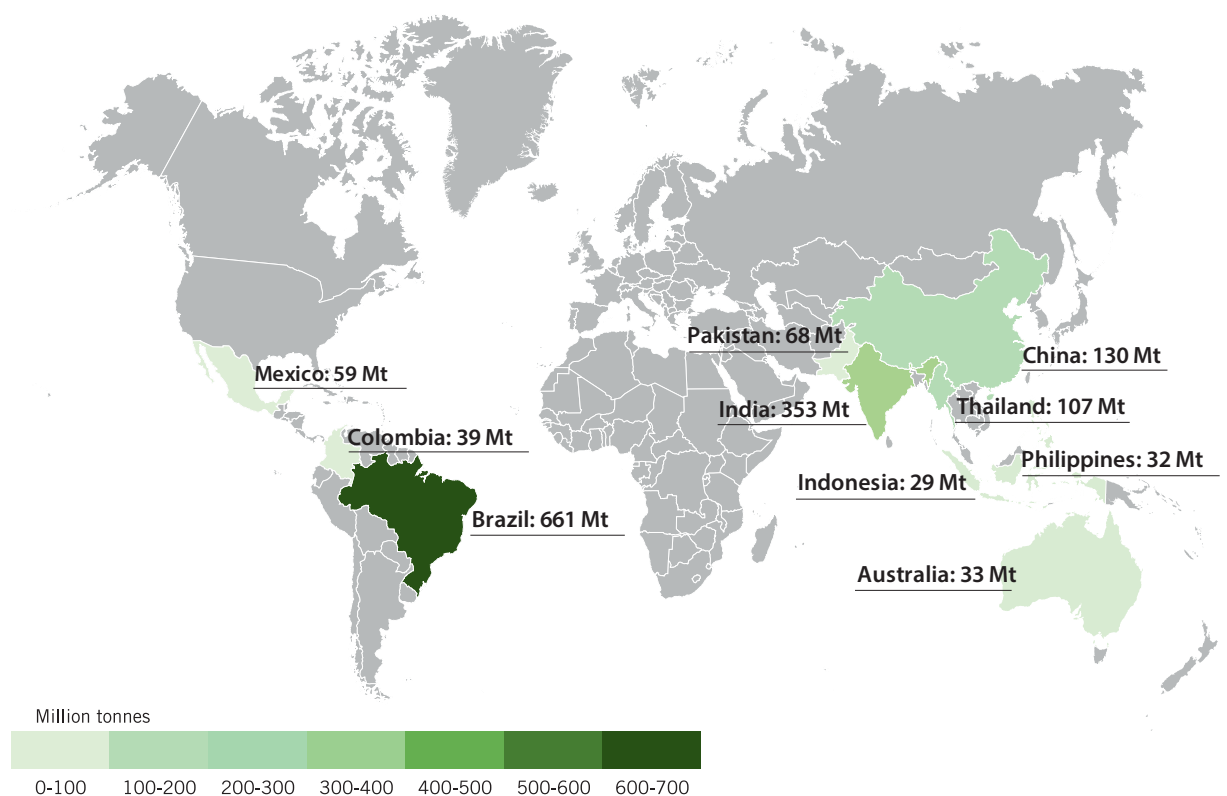 Pakistan: 68 Mt
China: 130 Mt
Mexico: 59 Mt
India: 353 Mt
Thailand: 107 Mt
Colombia: 39 Mt
Philippines: 32 Mt
Indonesia: 29 Mt
Brazil: 661 Mt
Australia: 33 Mt
Million tonnes
0-100 100-200 200-300 300-400 400-500 500-600 600-700